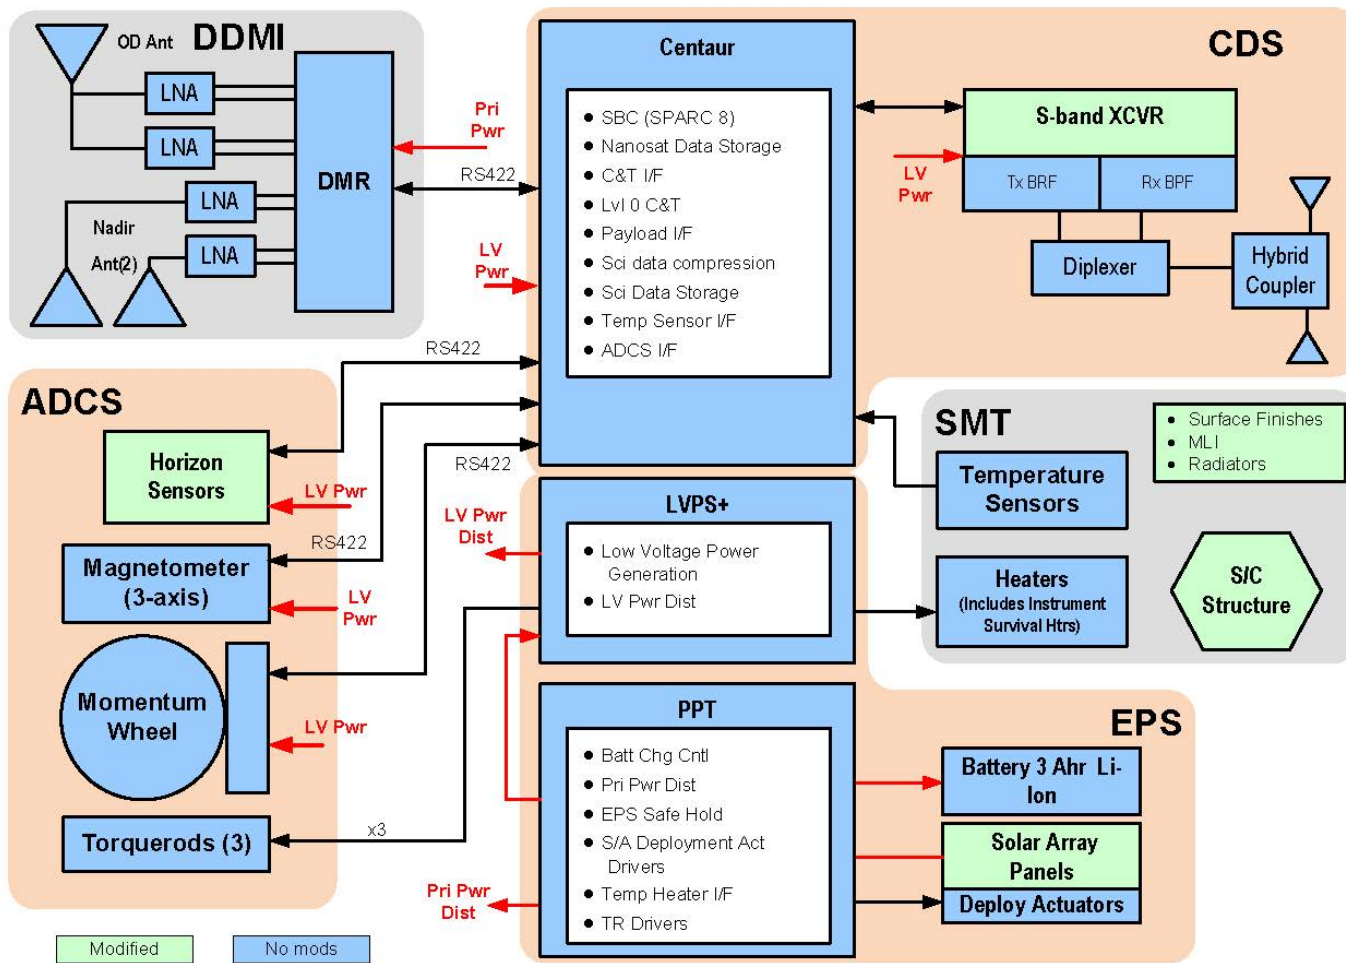 OD Ant
DDMI
LNA
LNA
LNA
LNA
Nadir
Ant(2)
DMR
Pri
Pwr
RS422
LV
Pwr
Centaur
● SBC (SPARC 8)
● Nanosat Data Storage
● C&T I/F
● Lvl 0 C&T
● Payload I/F
● Sci data compression
● Sci Data Storage
● Temp Sensor I/F
● ADCS I/F
CDS
S-band XCVR
LV
Pwr
Tx BRF
Rx BPF
Diplexer
Hybrid
Coupler
ADCS
RS422
Horizon
Sensors
LV Pwr
RS422
RS422
Magnetometer
(3-axis)
LV
Pwr
Momentum
Wheel
LV Pwr
Torquerods (3)
x3
LV Pwr
Dist
LVPS+
● Low Voltage Power
Generation
● LV Pwr Dist
SMT
● Surface Finishes
● MLI
● Radiators
Temperature
Sensors
Heaters
(Includes Instrument
Survival Htrs)
S/C
Structure
PPT
● Batt Chg Cntl
● Pri Pwr Dist
● EPS Safe Hold
● S/A Deployment Act
Drivers
● Temp Heater I/F
● TR Drivers
Pri Pwr
Dist
EPS
Battery 3 Ahr Li-
Ion
Solar Array
Panels
Deploy Actuators
Modified
No mods